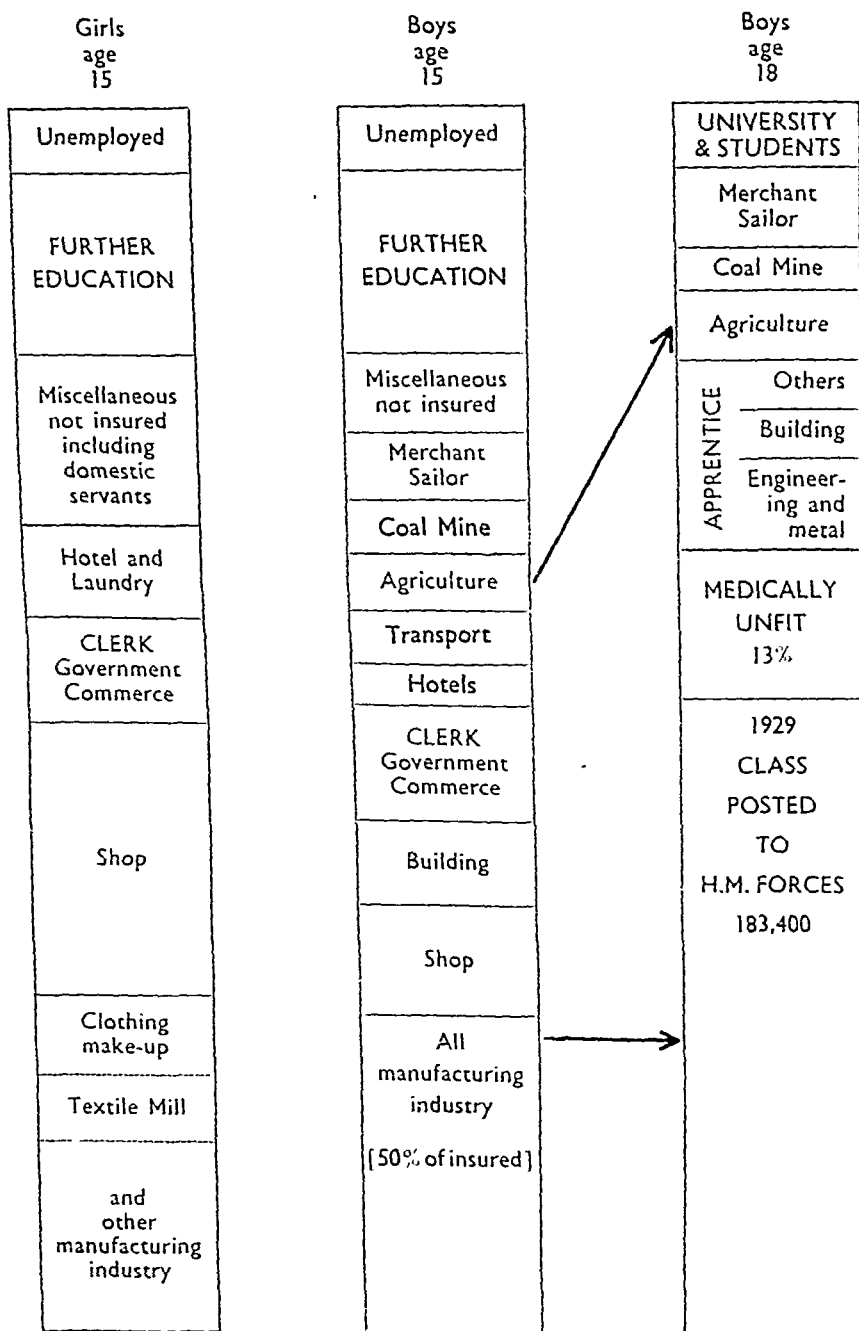 Girls
age
15
Unemployed
FURTHER
EDUCATION
Miscellaneous
not insured
including
domestic
servants
Hotel and
Laundry
CLERK
Government
Commerce
Shop
Clothing
make-up
Textile Mill
and
other
manufacturing
industry
Boys
age
15
Unemployed
FURTHER
EDUCATION
Miscellaneous
not insured
Merchant
Sailor
Coal Mine
Agriculture
Transport
Hotels
CLERK
Government
Commerce
Building
Shop
All
manufacturing
industry
[50% of insured]
Boys
age
18
UNIVERSITY
& STUDENTS
Merchant
Sailor
Coal Mine
Agriculture
APPRENTICE
Others
Building
Engineer-
ing and
metal
MEDICALLY
UNFIT
13%
1929
CLASS
POSTED
TO
H.M. FORCES
183,400